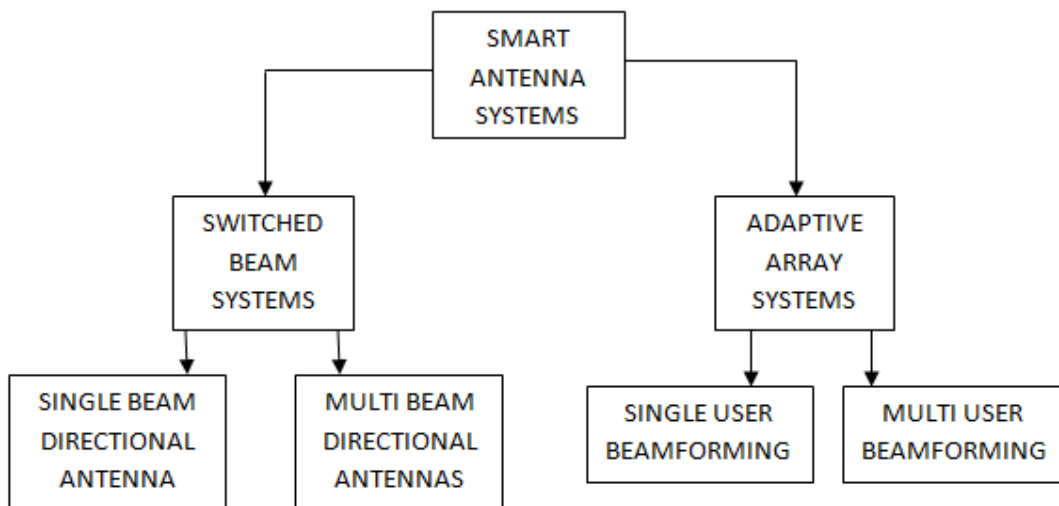 SMART
ANTENNA
SYSTEMS
SWITCHED
BEAM
SYSTEMS
ADAPTIVE
ARRAY
SYSTEMS
SINGLE BEAM
DIRECTIONAL
ANTENNA
MULTI BEAM
DIRECTIONAL
ANTENNAS
SINGLE USER
BEAMFORMING
MULTI USER
BEAMFORMING